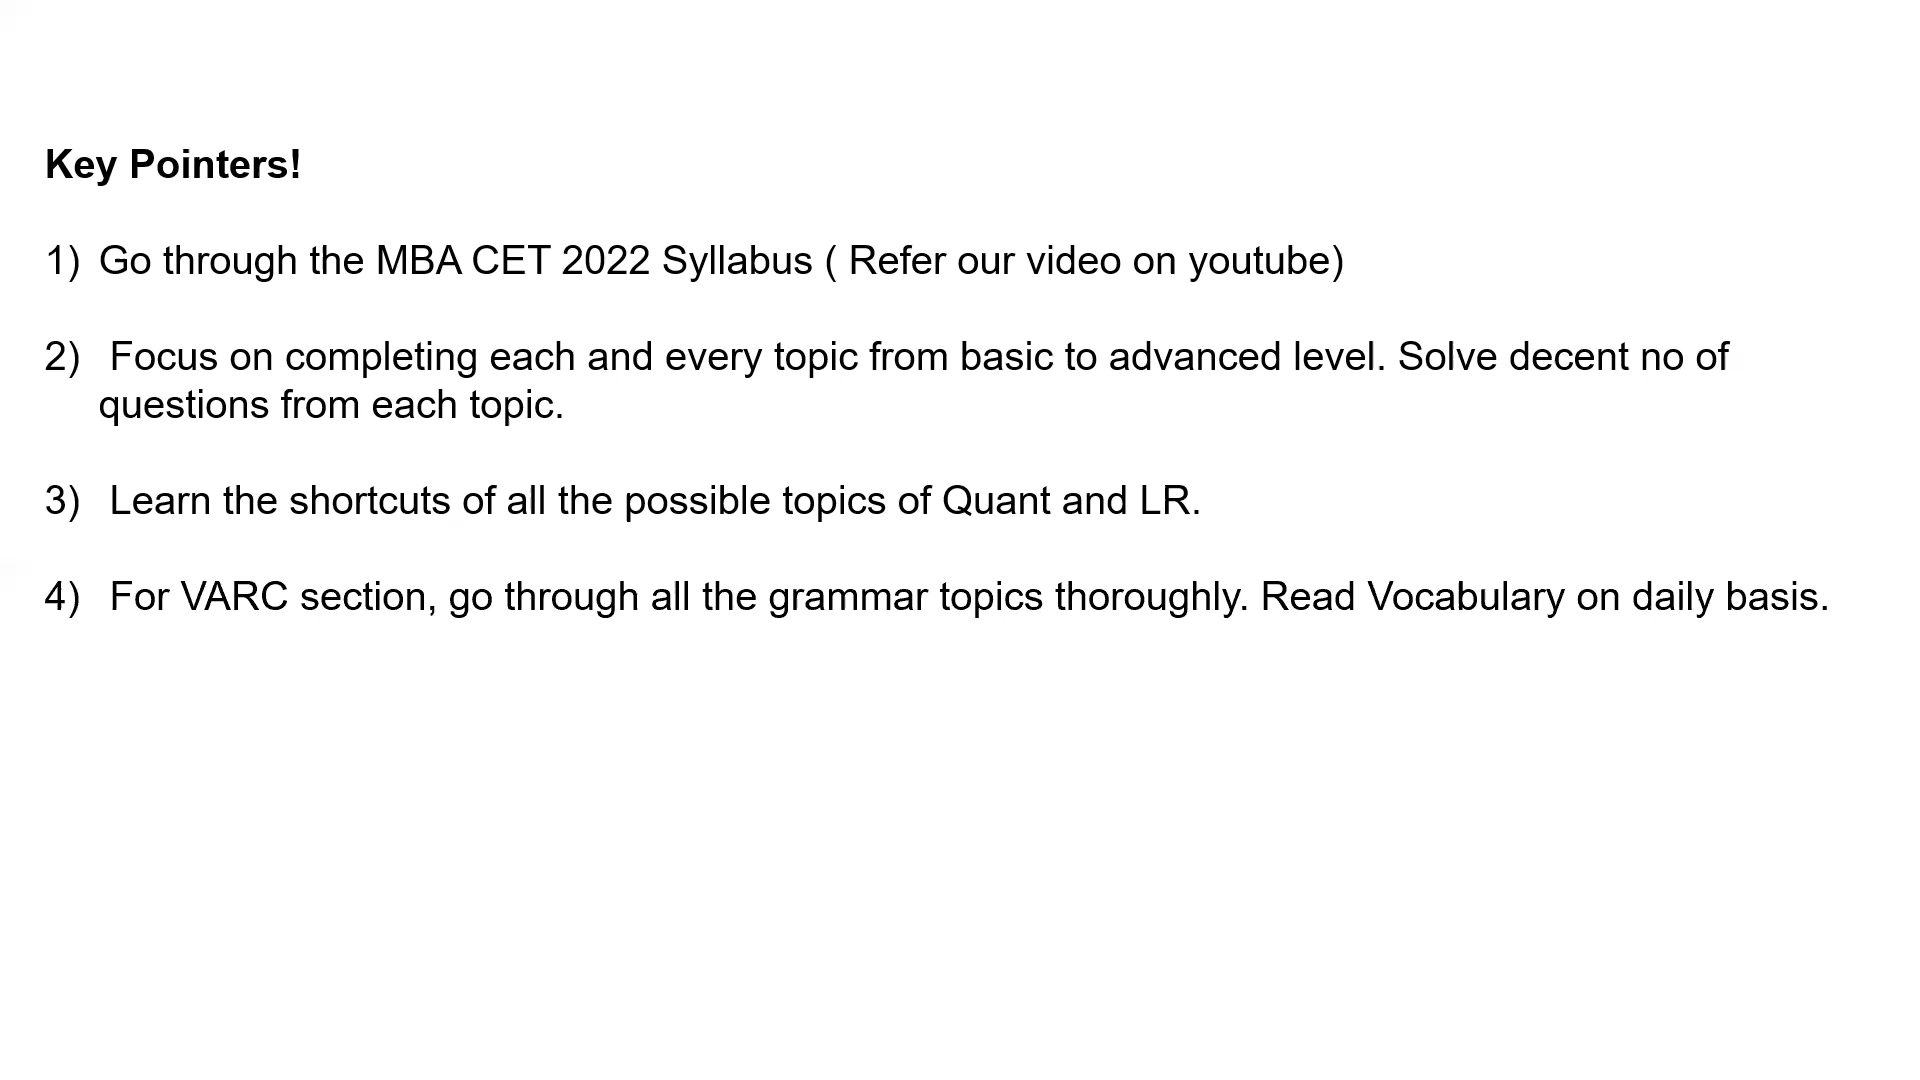 Key Pointers!
1) Go through the MBA CET 2022 Syllabus ( Refer our video on youtube)
2) Focus on completing each and every topic from basic to advanced level. Solve decent no of
questions from each topic.
3) Learn the shortcuts of all the possible topics of Quant and LR.
4) For VARC section, go through all the grammar topics thoroughly. Read Vocabulary on daily basis.